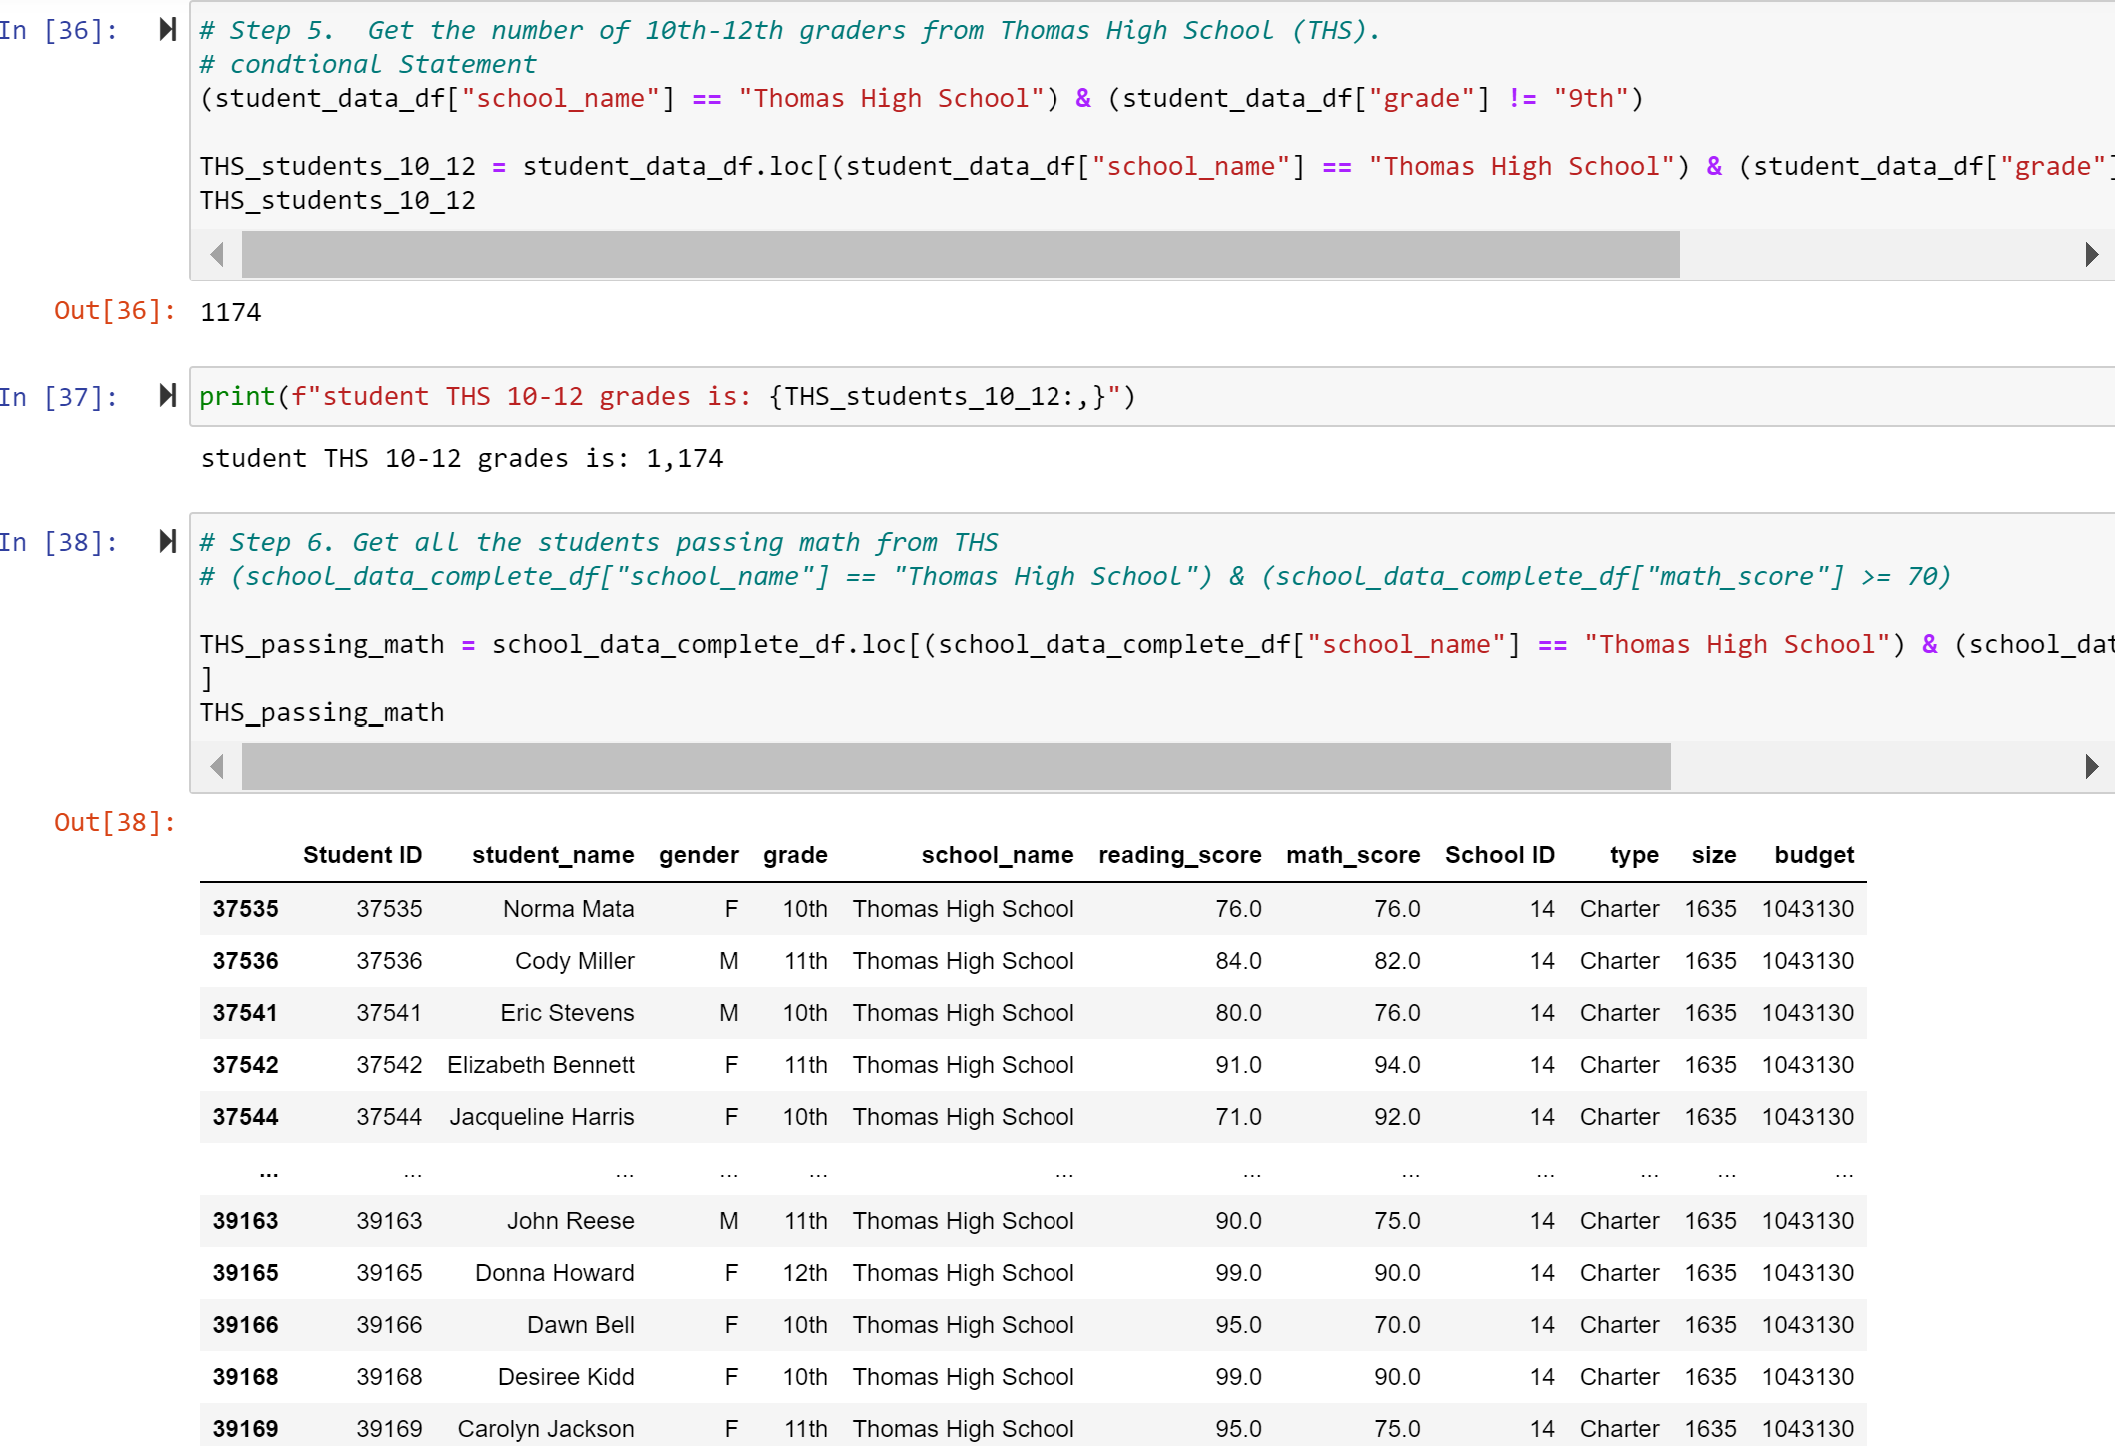 In [36]:
# Step 5.  Get the number of 10th-12th graders from Thomas High School (THS).
# condtional Statement
(student_data_df["school_name"] == "Thomas High School") & (student_data_df["grade"] != "9th")
THS_students_10_12 = student_data_df.loc[(student_data_df["school_name"] == "Thomas High School") & (student_data_df["grade"]
THS_students_10_12
Out[36]: 1174
In [37]: print(f"student THS 10-12 grades is: {THS_students_10_12:,}")
student THS 10-12 grades is: 1,174
In [38]:
# Step 6. Get all the students passing math from THS
# (school_data_complete_df["school_name"] == "Thomas High School") & (school_data_complete_df["math_score"] >= 70)
THS_passing_math = school_data_complete_df.loc[(school_data_complete_df["school_name"] == "Thomas High School") & (school_dat
]
THS_passing_math
Out[38]:
Student ID student_name gender grade school_name reading_score math_score School ID type size budget
37535 37535 Norma Mata F 10th Thomas High School 76.0 76.0 14 Charter 1635 1043130
37536 37536 Cody Miller M 11th Thomas High School 84.0 82.0 14 Charter 1635 1043130
37541 37541 Eric Stevens M 10th Thomas High School 80.0 76.0 14 Charter 1635 1043130
37542 37542 Elizabeth Bennett F 11th Thomas High School 91.0 94.0 14 Charter 1635 1043130
37544 37544 Jacqueline Harris F 10th Thomas High School 71.0 92.0 14 Charter 1635 1043130
... ... ... ... ... ... ... ... ... ... ... ...
39163 39163 John Reese M 11th Thomas High School 90.0 75.0 14 Charter 1635 1043130
39165 39165 Donna Howard F 12th Thomas High School 99.0 90.0 14 Charter 1635 1043130
39166 39166 Dawn Bell F 10th Thomas High School 95.0 70.0 14 Charter 1635 1043130
39168 39168 Desiree Kidd F 10th Thomas High School 99.0 90.0 14 Charter 1635 1043130
39169 39169 Carolyn Jackson F 11th Thomas High School 95.0 75.0 14 Charter 1635 1043130